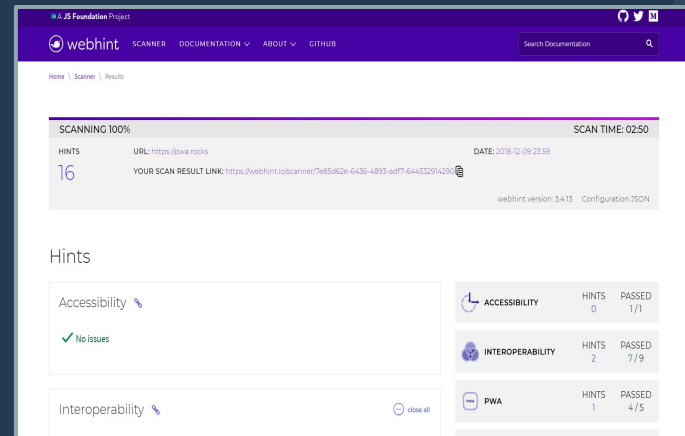 A JS Foundation Project
webhint SCANNER DOCUMENTATION ABOUT GITHUB Search Documentation
Home \ Scanner \ Results
SCANNING 100% SCAN TIME: 02:50
HINTS URL: https://pwa.rocks DATE: 2018-12-09 23:59
16 YOUR SCAN RESULT LINK: https://webhint.io/scanner/7e85d62e-6436-4893-adf7-644532914290
webhint version: 3.4.13 Configuration JSON
Hints
Accessibility
No issues
ACCESSIBILITY HINTS PASSED
0 1/1
INTEROPERABILITY HINTS PASSED
2 7/9
Interoperability close all
PWA PWA HINTS PASSED
1 4/5